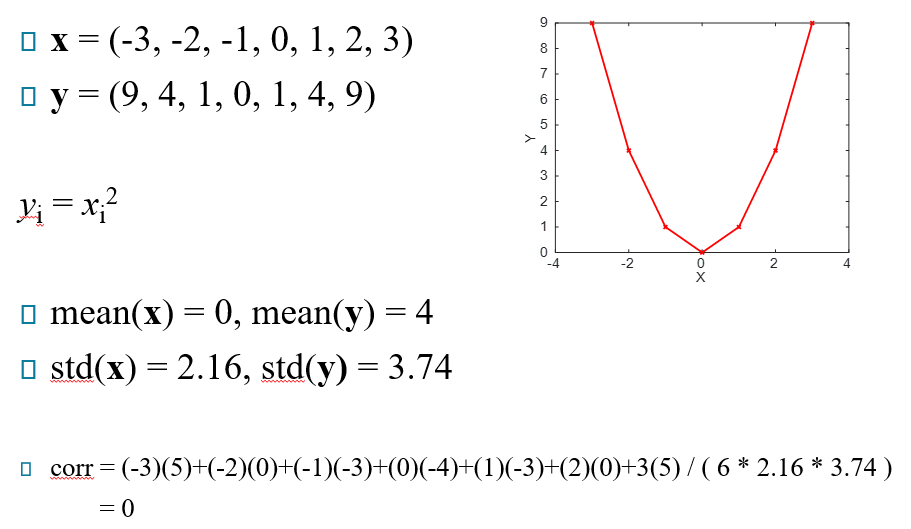 x = (-3, -2, -1, 0, 1, 2, 3)
y = (9, 4, 1, 0, 1, 4, 9)
yᵢ = xᵢ²
mean(x) = 0, mean(y) = 4
std(x) = 2.16, std(y) = 3.74
corr = (-3)(5)+(-2)(0)+(-1)(-3)+(0)(-4)+(1)(-3)+(2)(0)+3(5) / ( 6 * 2.16 * 3.74 )
= 0
9
8
7
6
5
4
3
2
1
0
Y
-4 -2 0 2 4
X